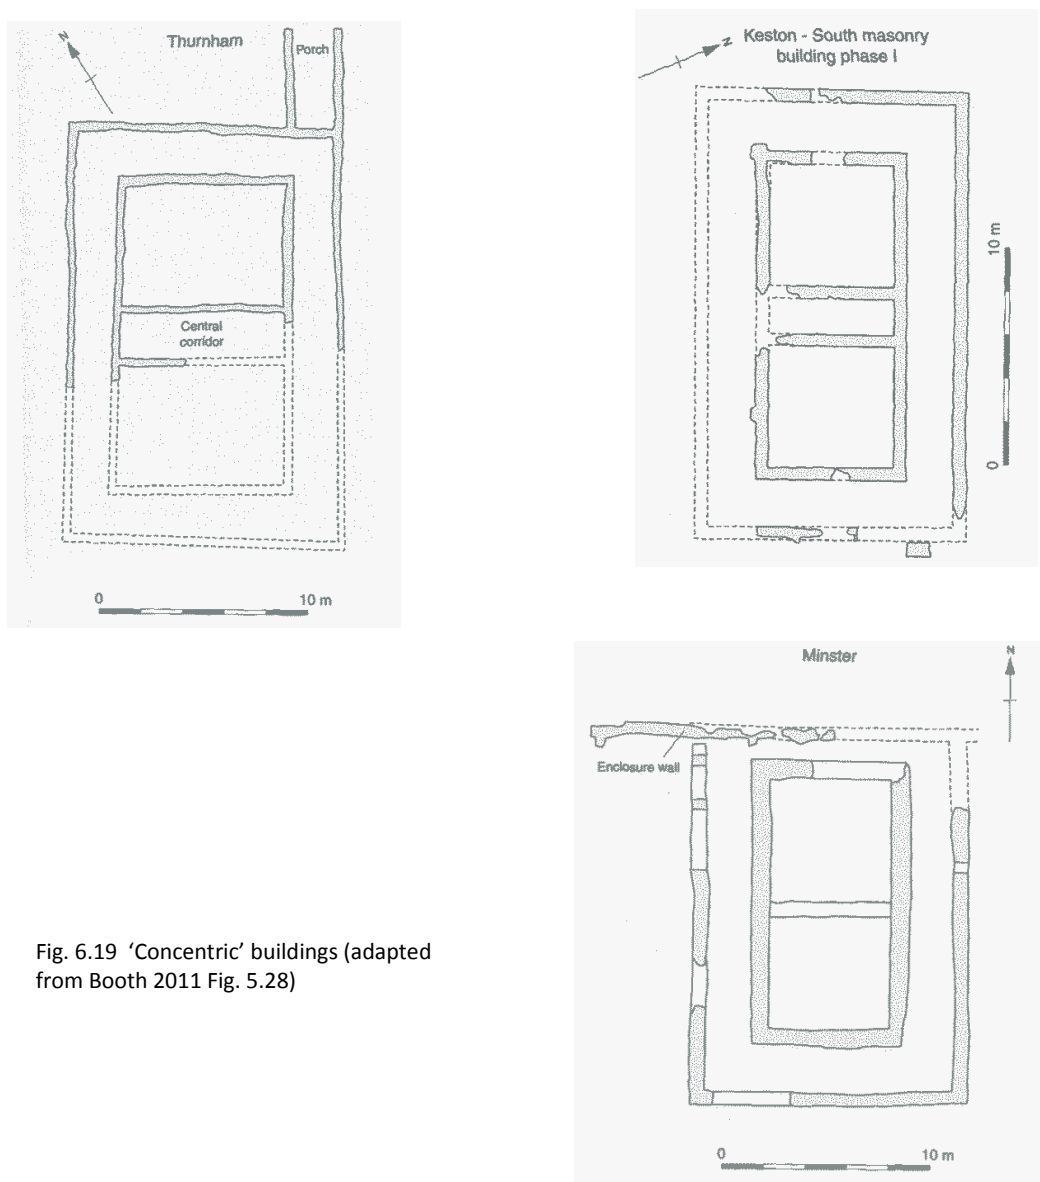 Thurnham
N
Porch
Central
corridor
0 10 m
Keston - South masonry
building phase I
N
10 m
0
Minster
N
Enclosure wall
0 10 m
Fig. 6.19 ‘Concentric’ buildings (adapted
from Booth 2011 Fig. 5.28)